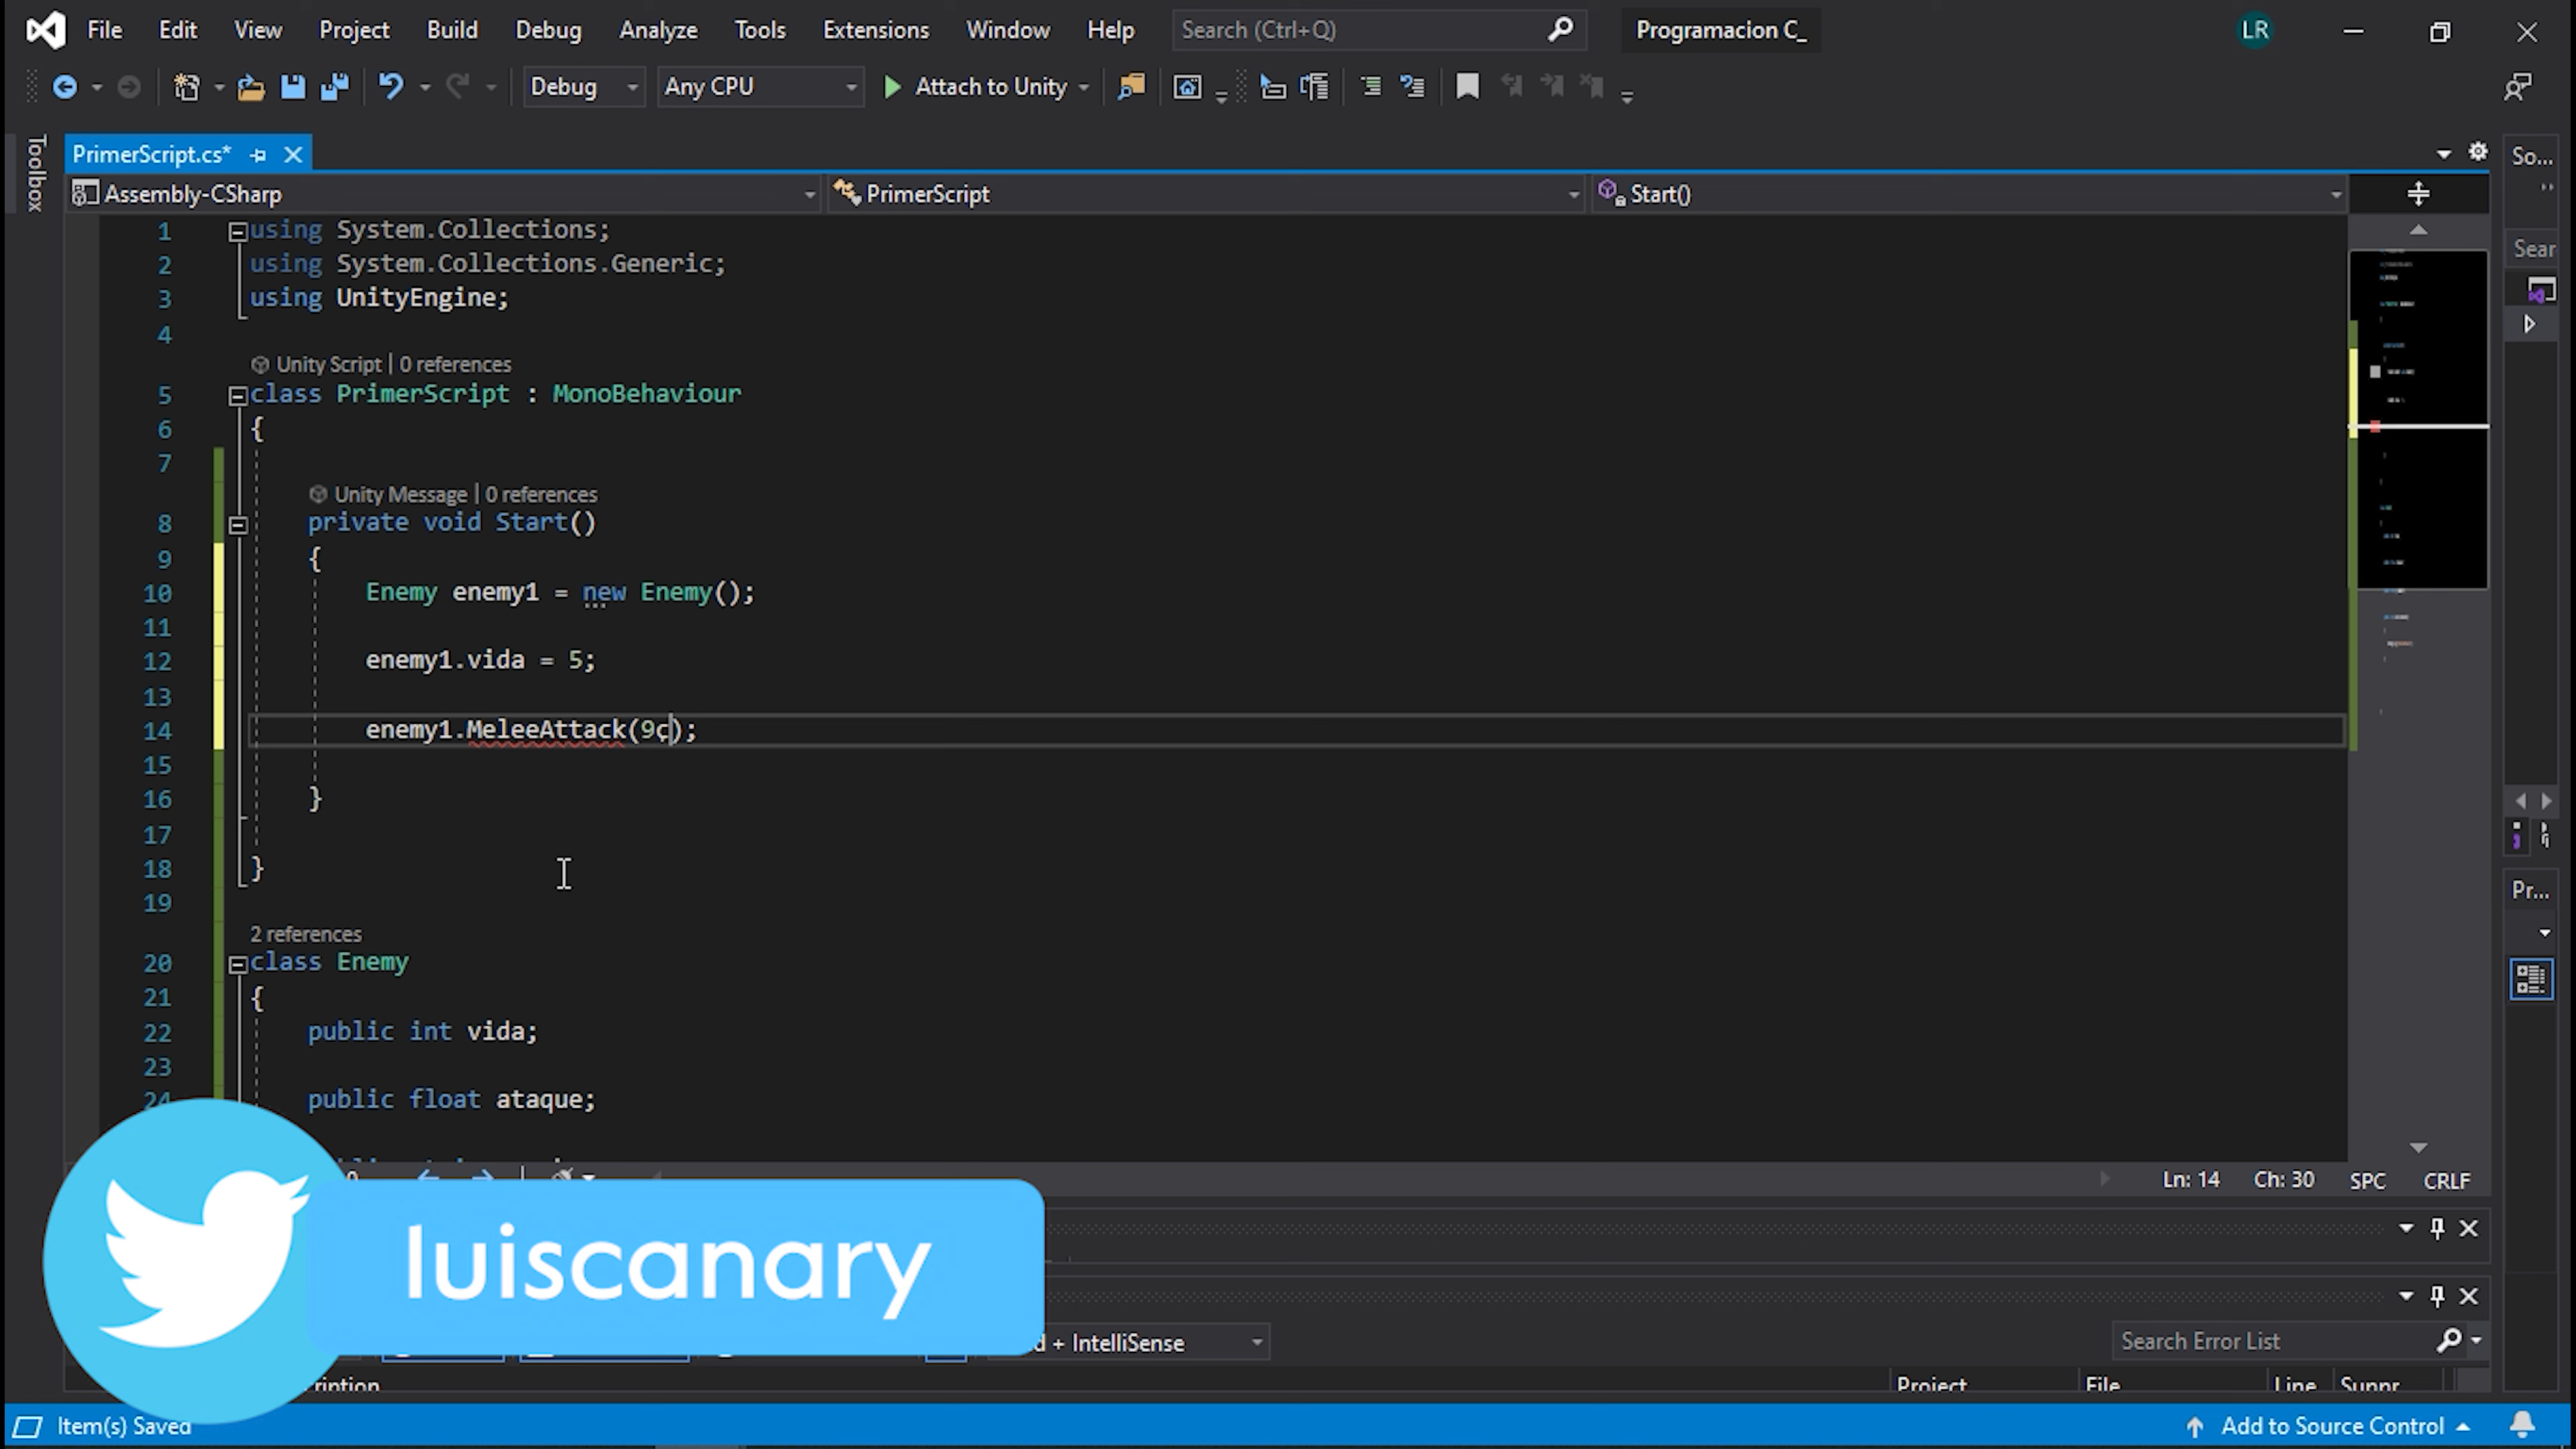 File Edit View Project Build Debug Analyze Tools Extensions Window Help Search (Ctrl+Q) Programacion C_ LR
Debug Any CPU Attach to Unity
Toolbox
PrimerScript.cs*
So...
Assembly-CSharp PrimerScript Start()
Sear
1 using System.Collections;
2 using System.Collections.Generic;
3 using UnityEngine;
4
Unity Script | 0 references
5 class PrimerScript : MonoBehaviour
6 {
7
Unity Message | 0 references
8 private void Start()
9 {
10 Enemy enemy1 = new Enemy();
11
12 enemy1.vida = 5;
13
14 enemy1.MeleeAttack(9c);
15
16 }
17
18 }
19
Pr...
2 references
20 class Enemy
21 {
22 public int vida;
23
24 public float ataque;
Ln: 14 Ch: 30 SPC CRLF
luiscanary
d + IntelliSense Search Error List
ription Project File Line Suppr
Item(s) Saved Add to Source Control